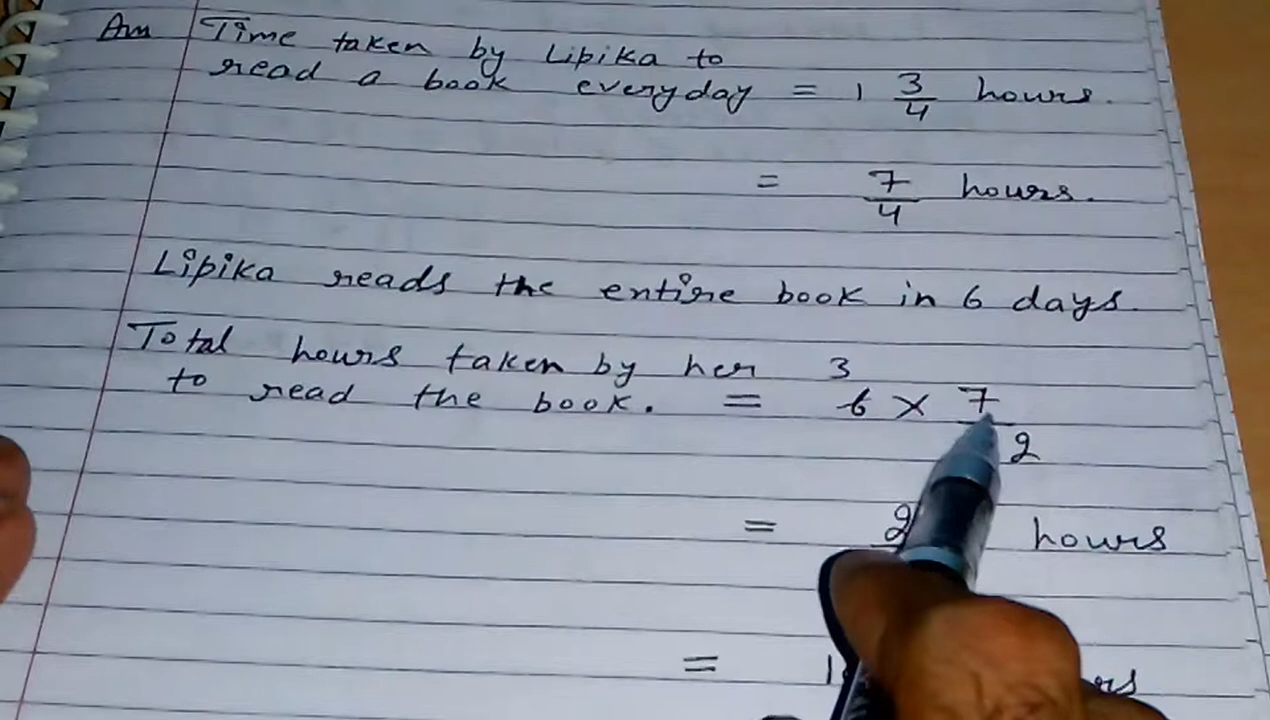 Ans Time taken by Lipika to
read a book everyday = 1 3/4 hours.
= 7/4 hours.
Lipika reads the entire book in 6 days.
Total hours taken by her 3
to read the book. = 6 × 7
2
= 2 hours
= 1